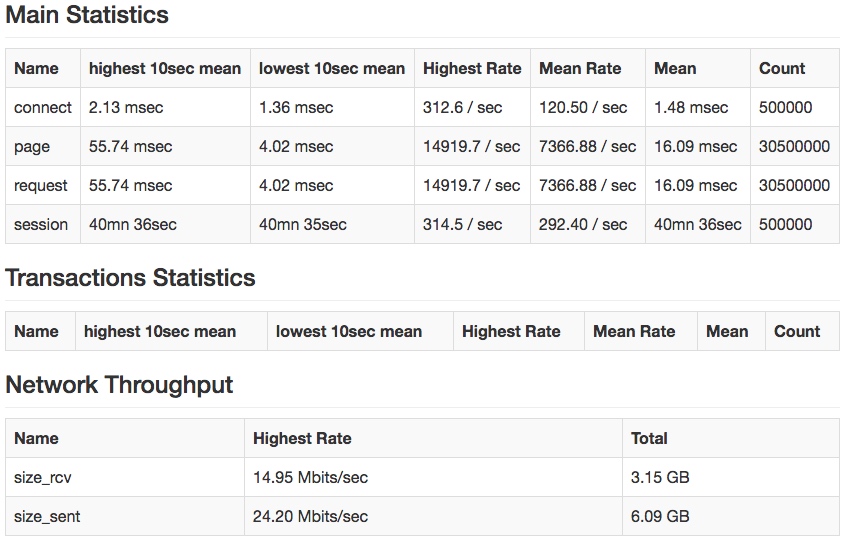 Main Statistics
Name highest 10sec mean lowest 10sec mean Highest Rate Mean Rate Mean Count
connect 2.13 msec 1.36 msec 312.6 / sec 120.50 / sec 1.48 msec 500000
page 55.74 msec 4.02 msec 14919.7 / sec 7366.88 / sec 16.09 msec 30500000
request 55.74 msec 4.02 msec 14919.7 / sec 7366.88 / sec 16.09 msec 30500000
session 40mn 36sec 40mn 35sec 314.5 / sec 292.40 / sec 40mn 36sec 500000
Transactions Statistics
Name highest 10sec mean lowest 10sec mean Highest Rate Mean Rate Mean Count
Network Throughput
Name Highest Rate Total
size_rcv 14.95 Mbits/sec 3.15 GB
size_sent 24.20 Mbits/sec 6.09 GB